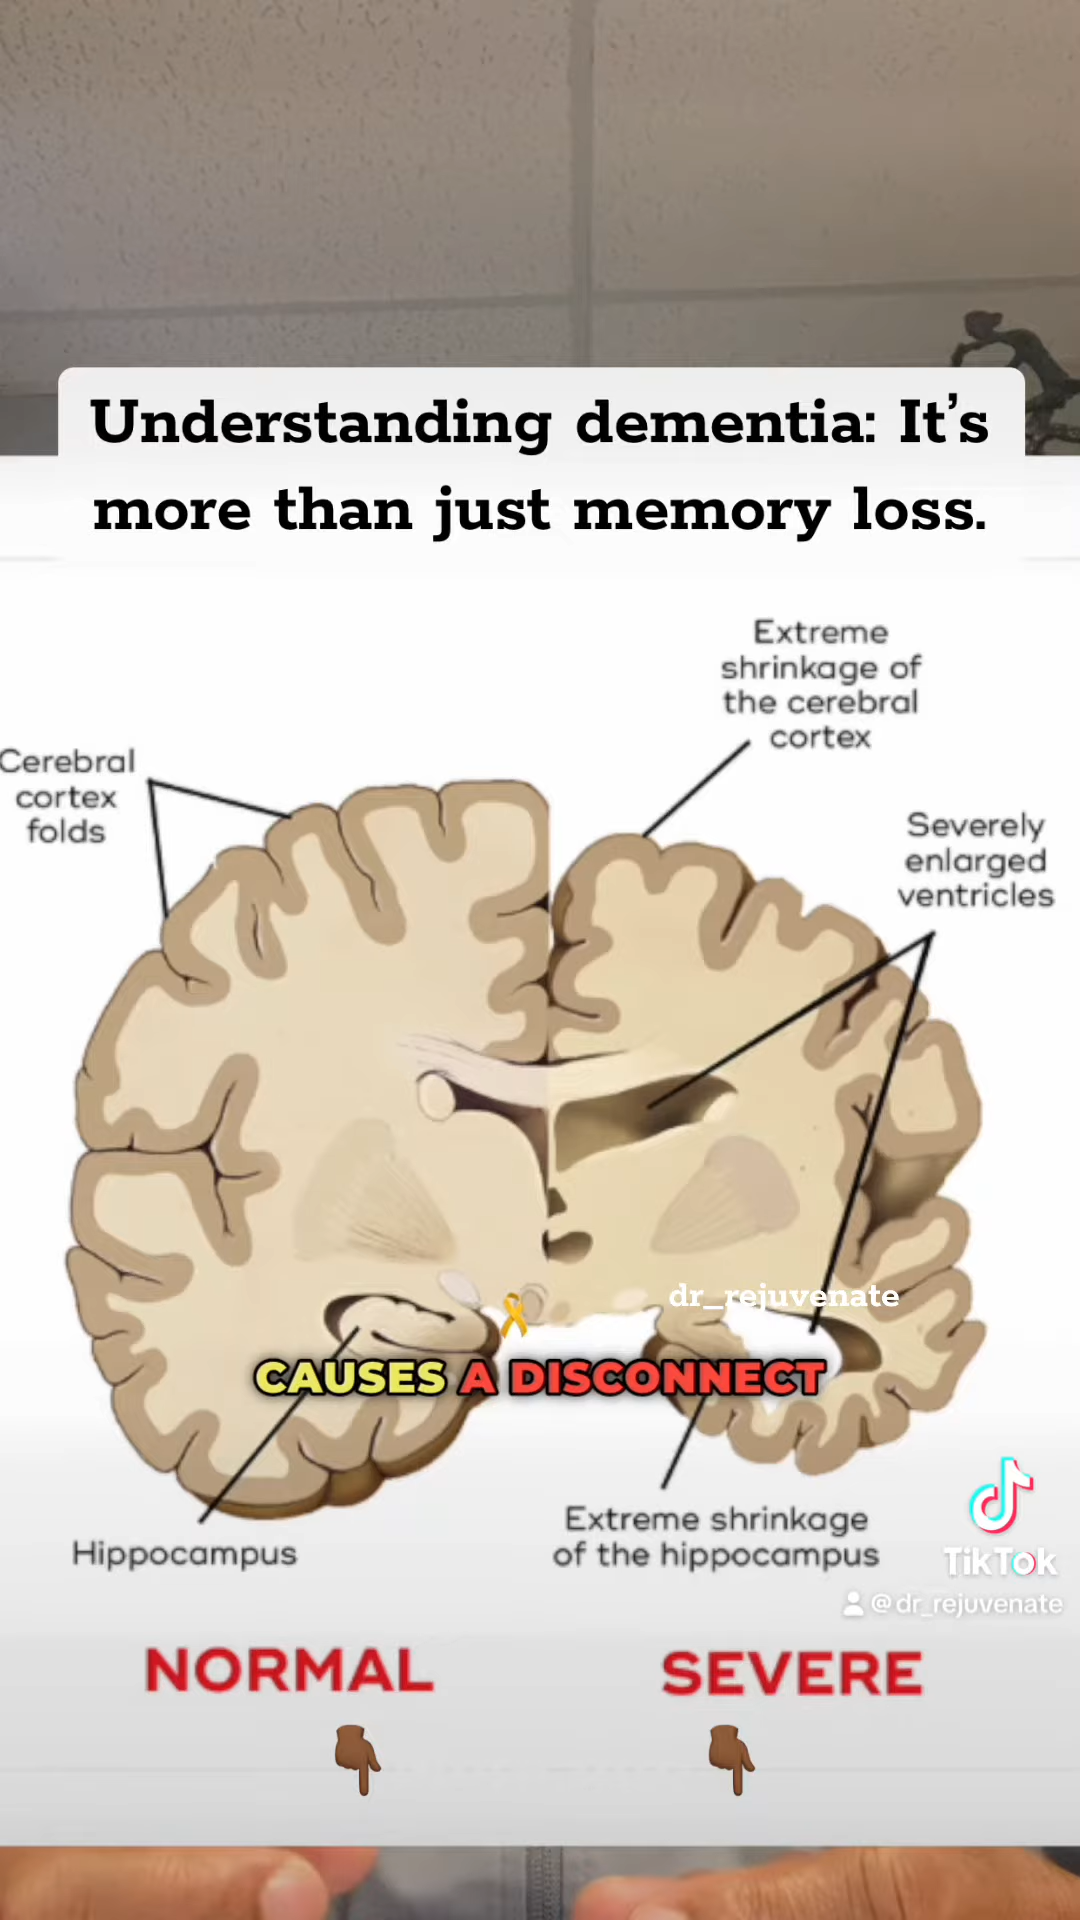 Understanding dementia: It's
more than just memory loss.
Extreme
shrinkage of
the cerebral
cortex
Cerebral
cortex
folds
Severely
enlarged
ventricles
dr_rejuvenate
CAUSES A DISCONNECT
Hippocampus
Extreme shrinkage
of the hippocampus
TikTok
@dr_rejuvenate
NORMAL
SEVERE